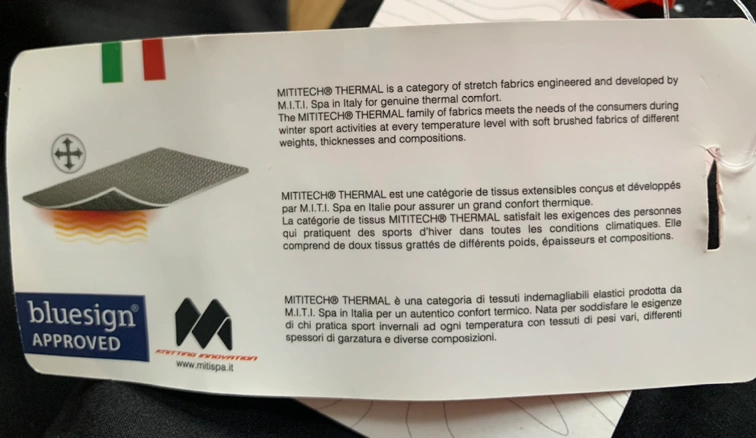 MITITECH® THERMAL is a category of stretch fabrics engineered and developed by
M.I.T.I. Spa in Italy for genuine thermal comfort.
The MITITECH® THERMAL family of fabrics meets the needs of the consumers during
winter sport activities at every temperature level with soft brushed fabrics of different
weights, thicknesses and compositions.
MITITECH® THERMAL est une catégorie de tissus extensibles conçus et développés
par M.I.T.I. Spa en Italie pour assurer un grand confort thermique.
La catégorie de tissus MITITECH® THERMAL satisfait les exigences des personnes
qui pratiquent des sports d'hiver dans toutes les conditions climatiques. Elle
comprend de doux tissus grattés de différents poids, épaisseurs et compositions.
MITITECH® THERMAL è una categoria di tessuti indemagliabili elastici prodotta da
M.I.T.I. Spa in Italia per un autentico confort termico. Nata per soddisfare le esigenze
di chi pratica sport invernali ad ogni temperatura con tessuti di pesi vari, differenti
spessori di garzatura e diverse composizioni.
bluesign®
APPROVED
KNITTING INNOVATION
www.mitispa.it